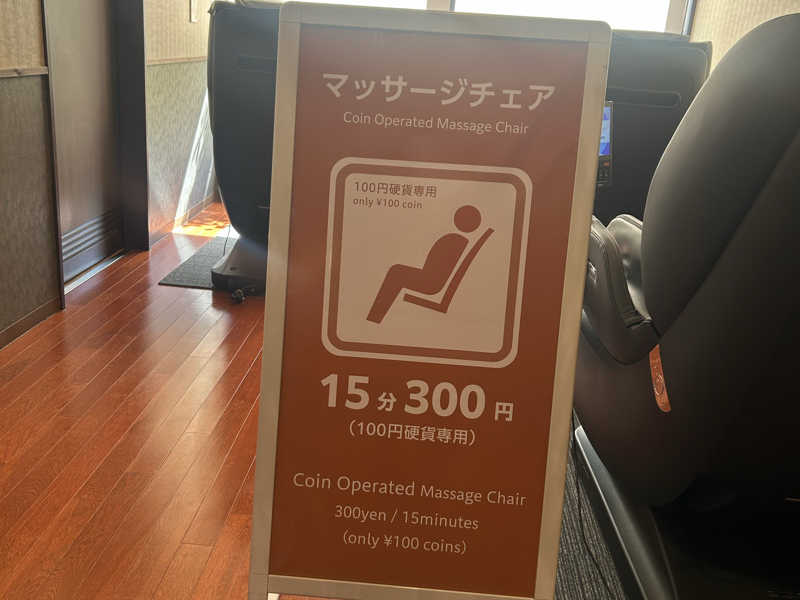 マッサージチェア
Coin Operated Massage Chair
100円硬貨専用
only ¥100 coin
15分300円
（100円硬貨専用）
Coin Operated Massage Chair
300yen / 15minutes
（only ¥100 coins）